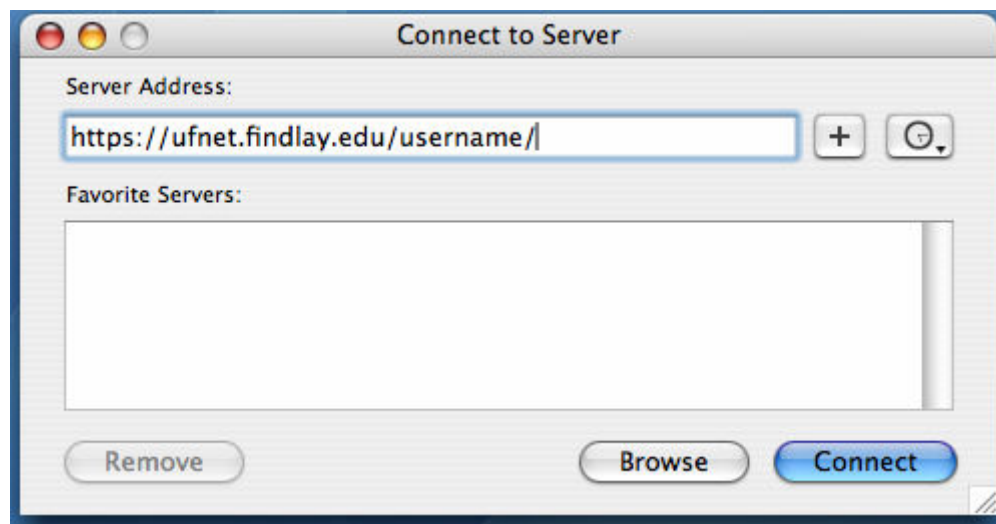 Connect to Server
Server Address:
https://ufnet.findlay.edu/username/
Favorite Servers:
Remove
Browse
Connect